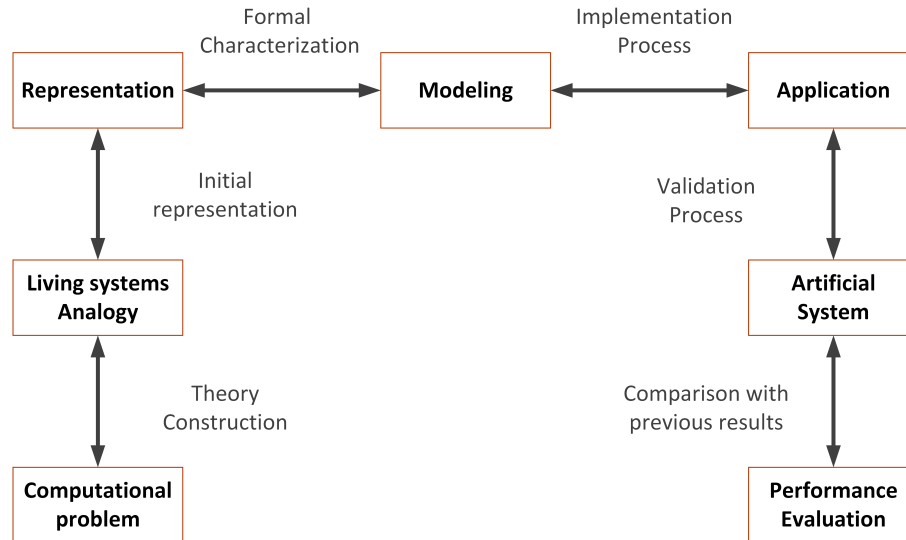 Formal
Characterization
Implementation
Process
Representation
Modeling
Application
Initial
representation
Validation
Process
Living systems
Analogy
Artificial
System
Theory
Construction
Comparison with
previous results
Computational
problem
Performance
Evaluation